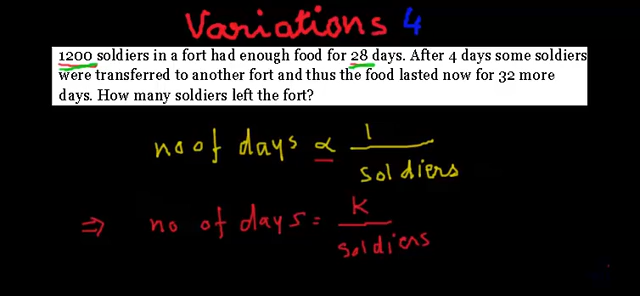 Variations 4
1200 soldiers in a fort had enough food for 28 days. After 4 days some soldiers
were transferred to another fort and thus the food lasted now for 32 more
days. How many soldiers left the fort?
no of days ∝ 1/soldiers
⇒ no of days = K/soldiers